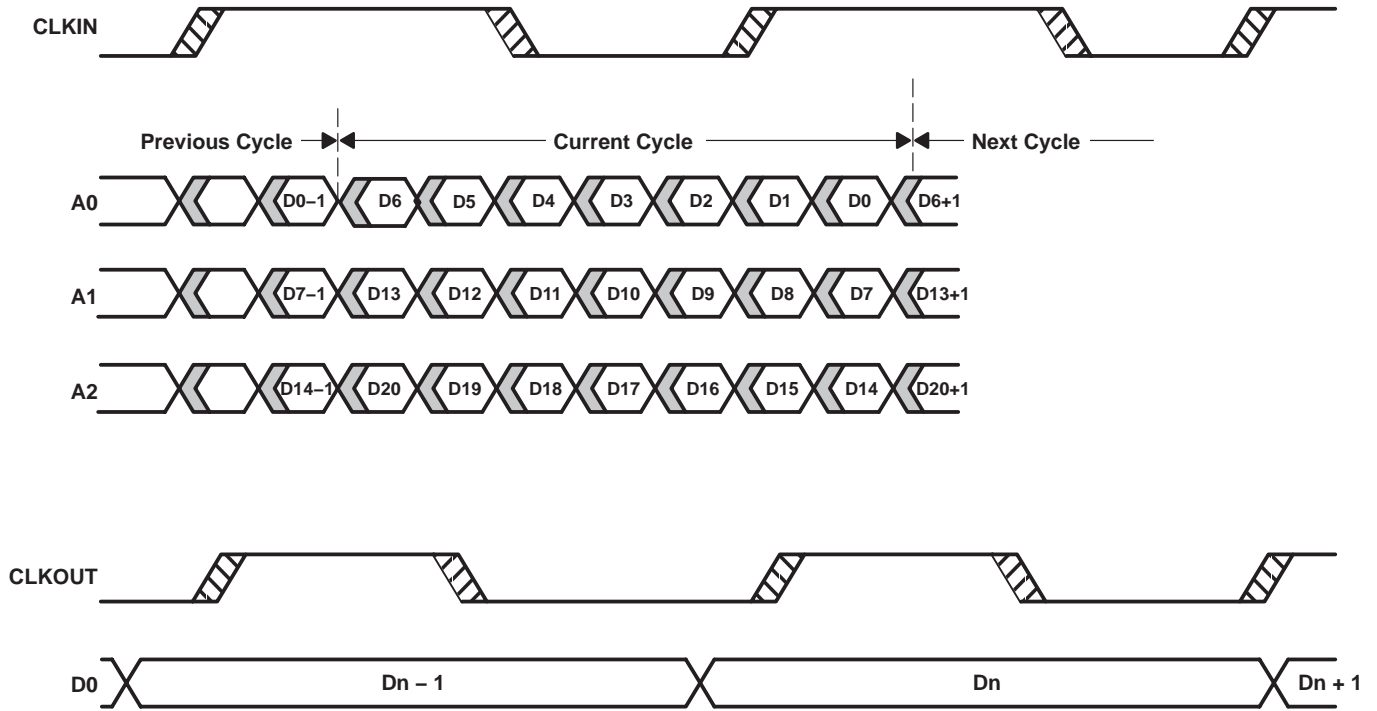 CLKIN
Previous Cycle Current Cycle Next Cycle
A0 D0−1 D6 D5 D4 D3 D2 D1 D0 D6+1
A1 D7−1 D13 D12 D11 D10 D9 D8 D7 D13+1
A2 D14−1 D20 D19 D18 D17 D16 D15 D14 D20+1
CLKOUT
D0 Dn − 1 Dn Dn + 1